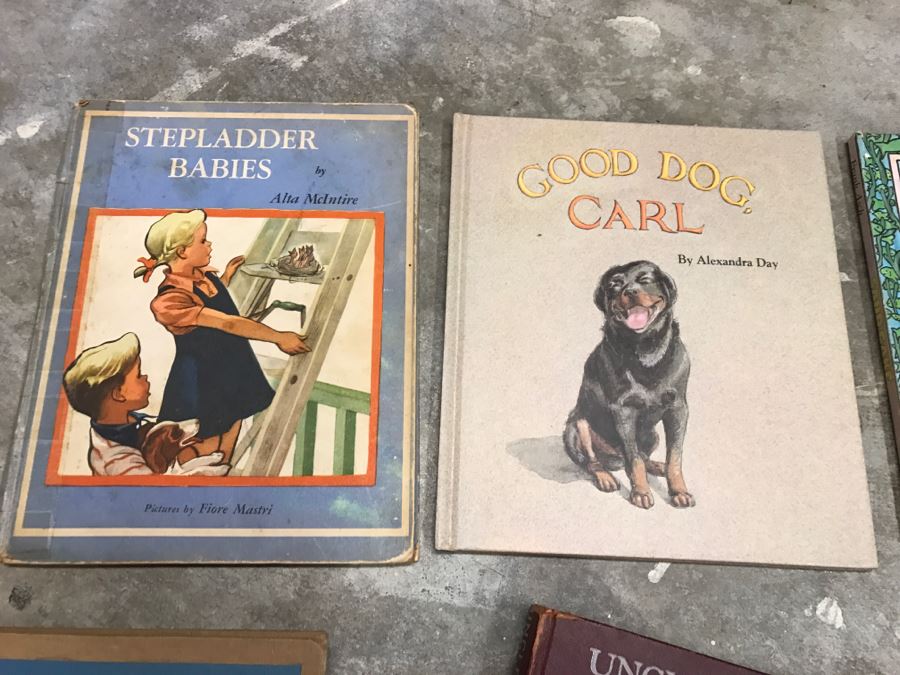 STEPLADDER
BABIES
by
Alta McIntire
Pictures by Fiore Mastri
GOOD DOG,
CARL
By Alexandra Day